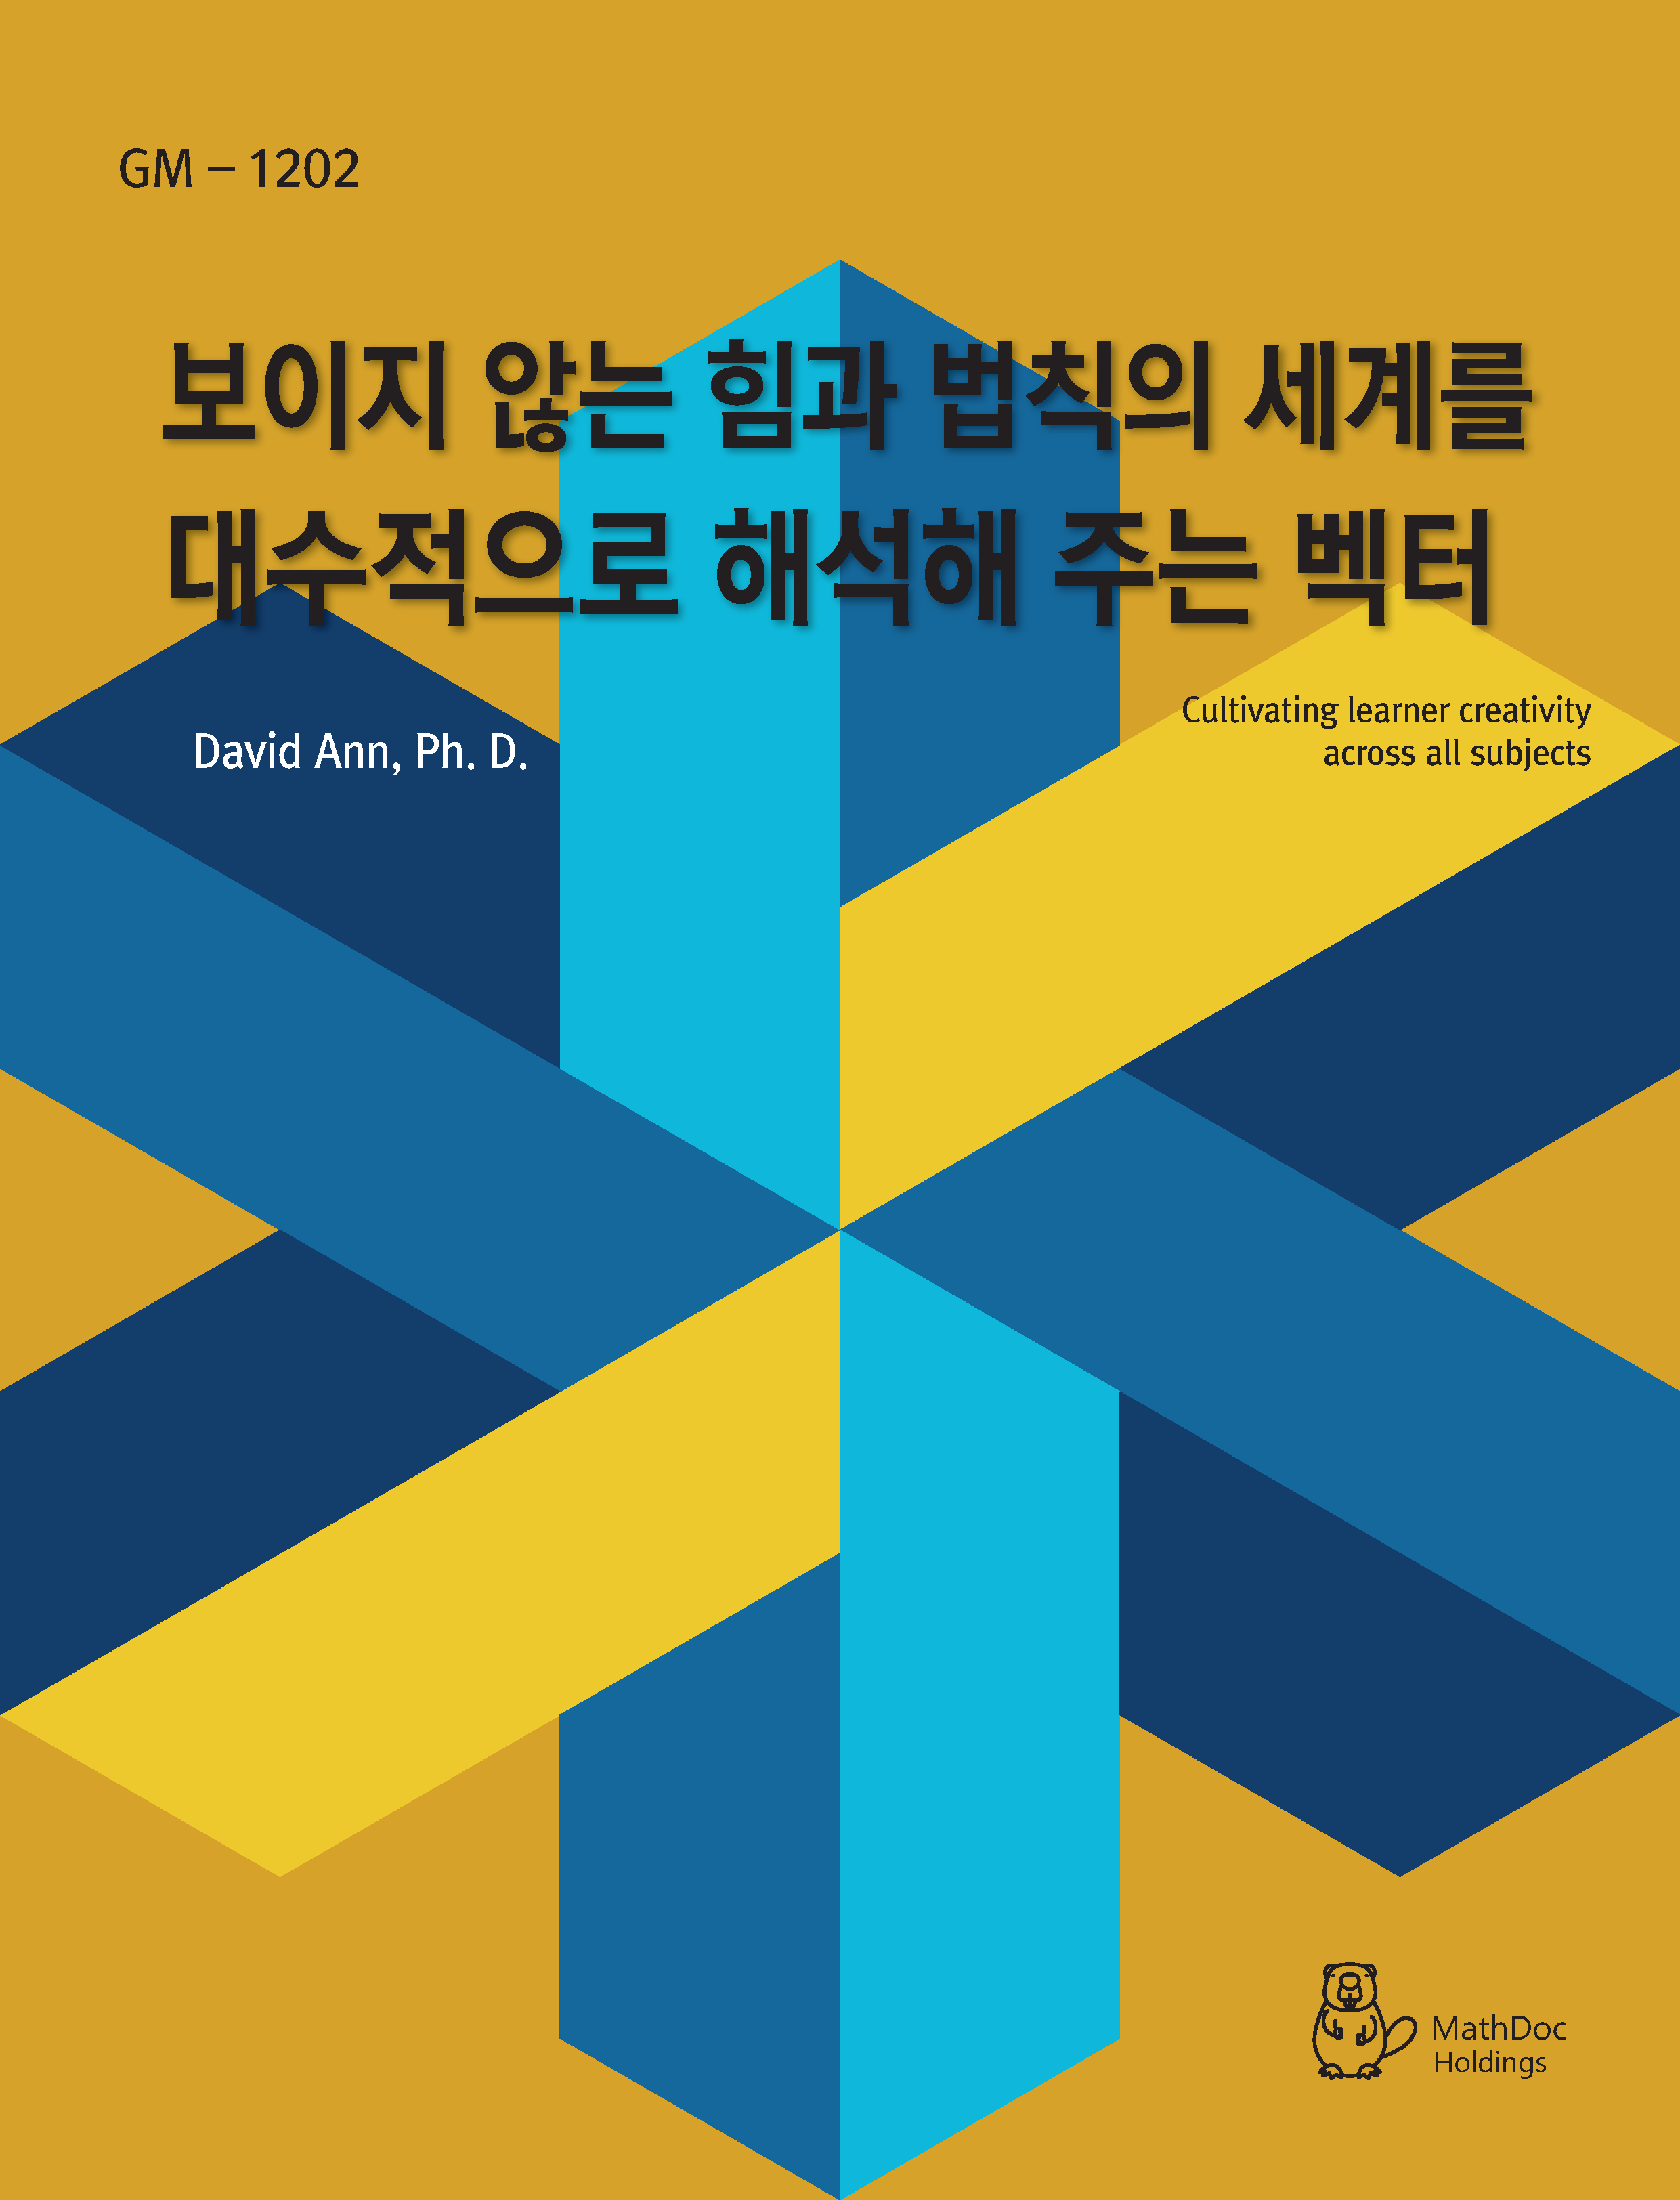 GM – 1202
보이지 않는 힘과 법칙의 세계를
대수적으로 해석해 주는 벡터
David Ann, Ph. D.
Cultivating learner creativity
across all subjects
MathDoc
Holdings